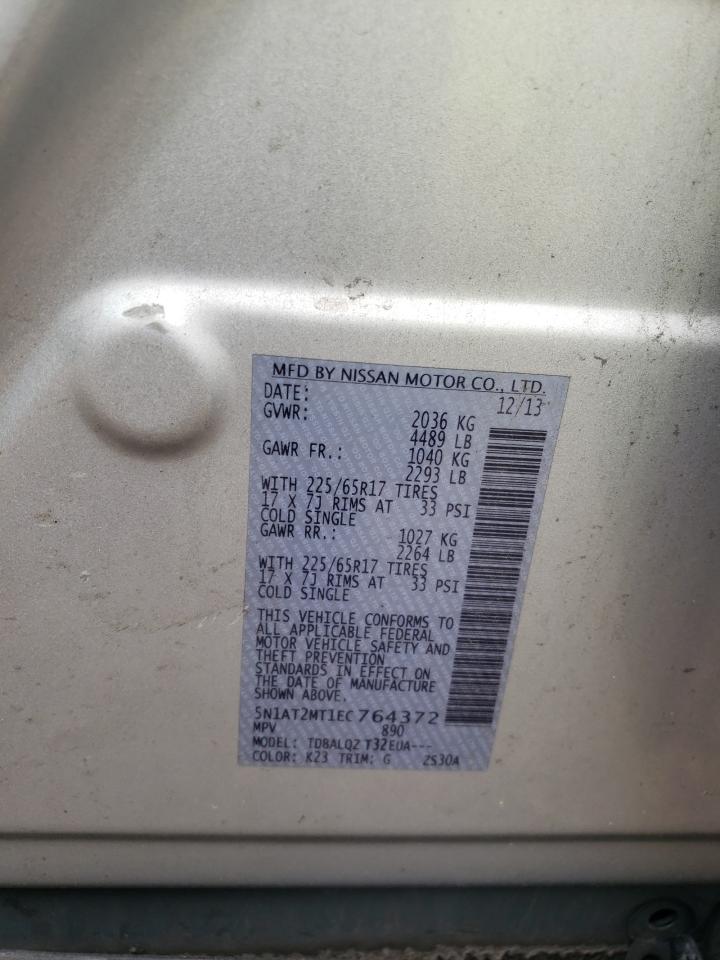 MFD BY NISSAN MOTOR CO., LTD.
DATE: 12/13
GVWR: 2036 KG
4489 LB
GAWR FR.: 1040 KG
2293 LB
WITH 225/65R17 TIRES
17 X 7J RIMS AT 33 PSI
COLD SINGLE
GAWR RR.: 1027 KG
2264 LB
WITH 225/65R17 TIRES
17 X 7J RIMS AT 33 PSI
COLD SINGLE
THIS VEHICLE CONFORMS TO
ALL APPLICABLE FEDERAL
MOTOR VEHICLE SAFETY AND
THEFT PREVENTION
STANDARDS IN EFFECT ON
THE DATE OF MANUFACTURE
SHOWN ABOVE.
5N1AT2MT1EC764372
MPV 890
MODEL: TDBALQZ T32EUA---
COLOR: K23 TRIM: G ZS30A